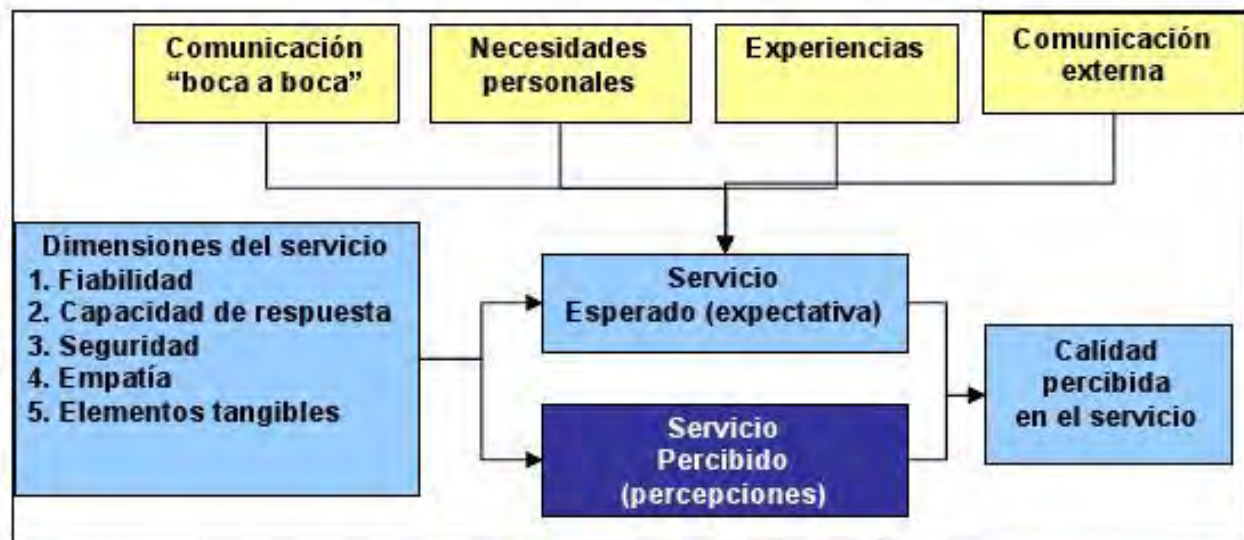 Comunicación
“boca a boca”
Necesidades
personales
Experiencias
Comunicación
externa
Dimensiones del servicio
1. Fiabilidad
2. Capacidad de respuesta
3. Seguridad
4. Empatía
5. Elementos tangibles
Servicio
Esperado (expectativa)
Servicio
Percibido
(percepciones)
Calidad
percibida
en el servicio